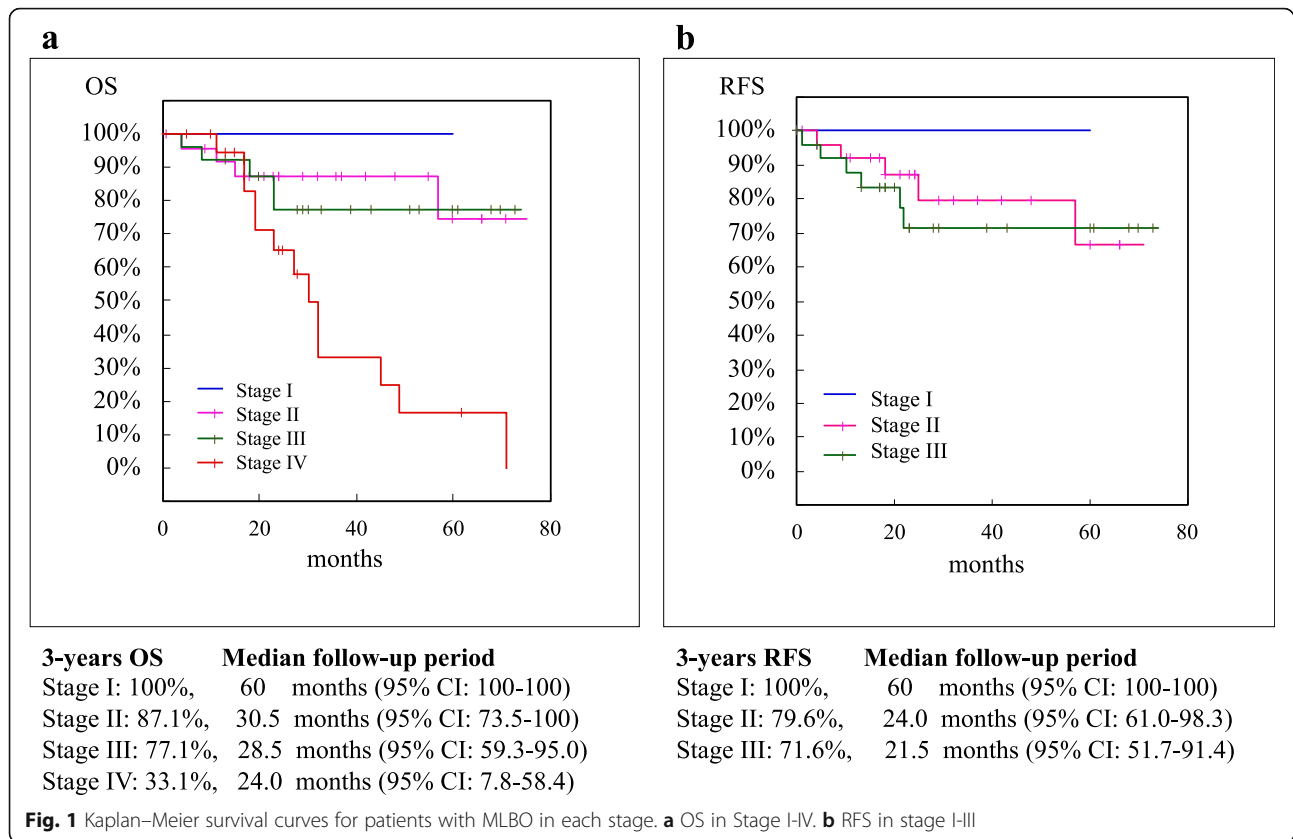 a
OS
100%
90%
80%
70%
60%
50%
40%
30%
20%
10%
0%
Stage I
Stage II
Stage III
Stage IV
0 20 40 60 80
months
3-years OS Median follow-up period
Stage I: 100%, 60 months (95% CI: 100-100)
Stage II: 87.1%, 30.5 months (95% CI: 73.5-100)
Stage III: 77.1%, 28.5 months (95% CI: 59.3-95.0)
Stage IV: 33.1%, 24.0 months (95% CI: 7.8-58.4)
b
RFS
100%
90%
80%
70%
60%
50%
40%
30%
20%
10%
0%
Stage I
Stage II
Stage III
0 20 40 60 80
months
3-years RFS Median follow-up period
Stage I: 100%, 60 months (95% CI: 100-100)
Stage II: 79.6%, 24.0 months (95% CI: 61.0-98.3)
Stage III: 71.6%, 21.5 months (95% CI: 51.7-91.4)
Fig. 1 Kaplan–Meier survival curves for patients with MLBO in each stage. a OS in Stage I-IV. b RFS in stage I-III